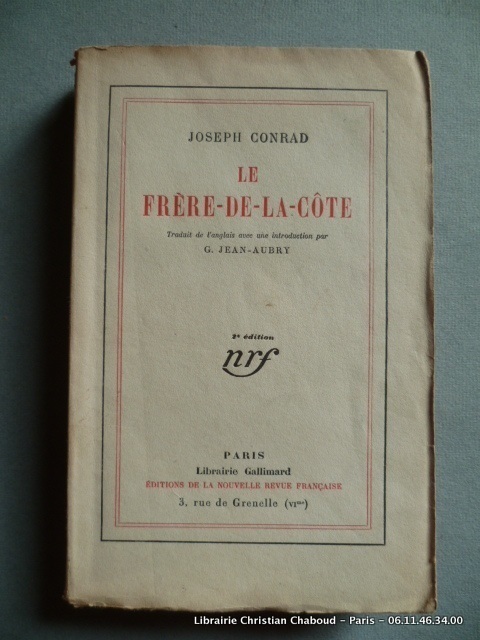 JOSEPH CONRAD
LE
FRÈRE-DE-LA-CÔTE
Traduit de l'anglais avec une introduction par
G. JEAN-AUBRY
2e édition
nrf
PARIS
Librairie Gallimard
ÉDITIONS DE LA NOUVELLE REVUE FRANÇAISE
3, rue de Grenelle (VIme)
Librairie Christian Chaboud - Paris - 06.11.46.34.00